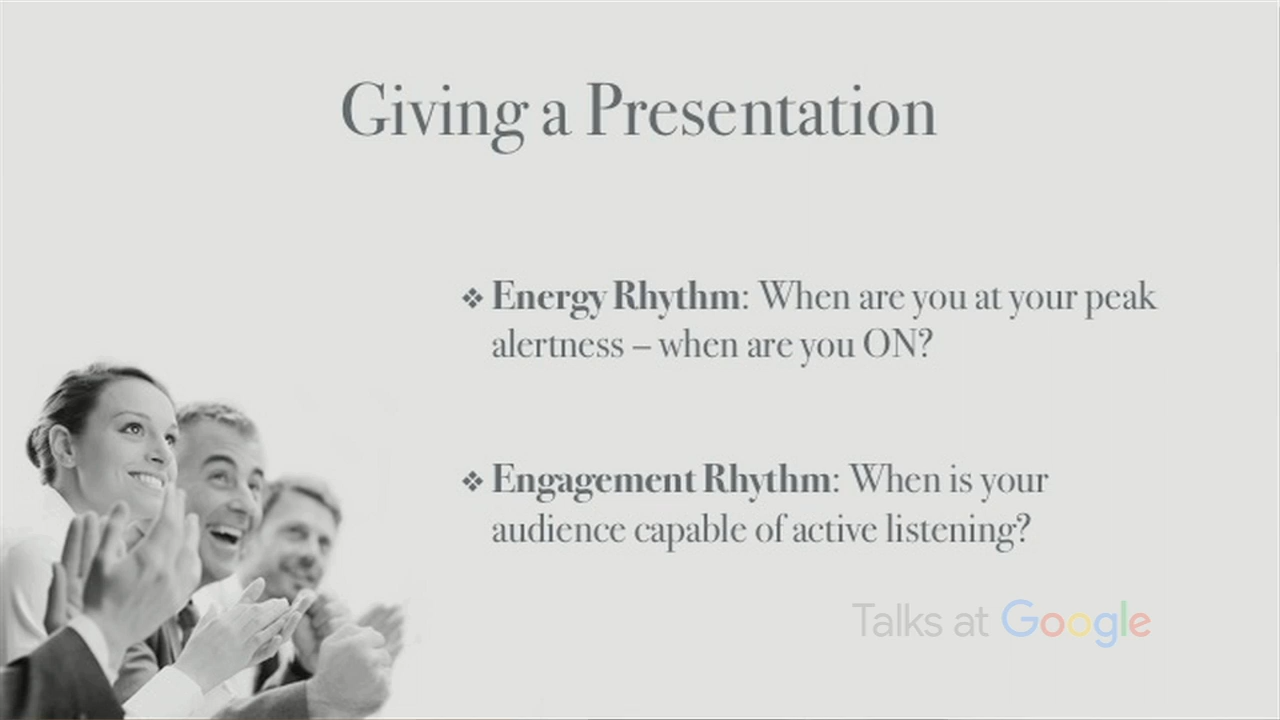 Giving a Presentation
❖ Energy Rhythm: When are you at your peak
alertness – when are you ON?
❖ Engagement Rhythm: When is your
audience capable of active listening?
Talks at Google